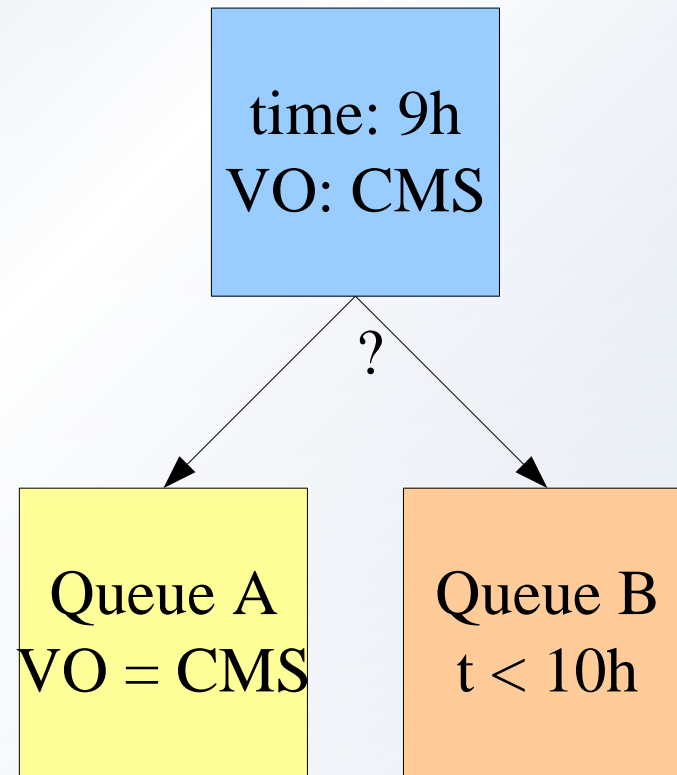 time: 9h
VO: CMS
?
Queue A
VO = CMS
Queue B
t < 10h